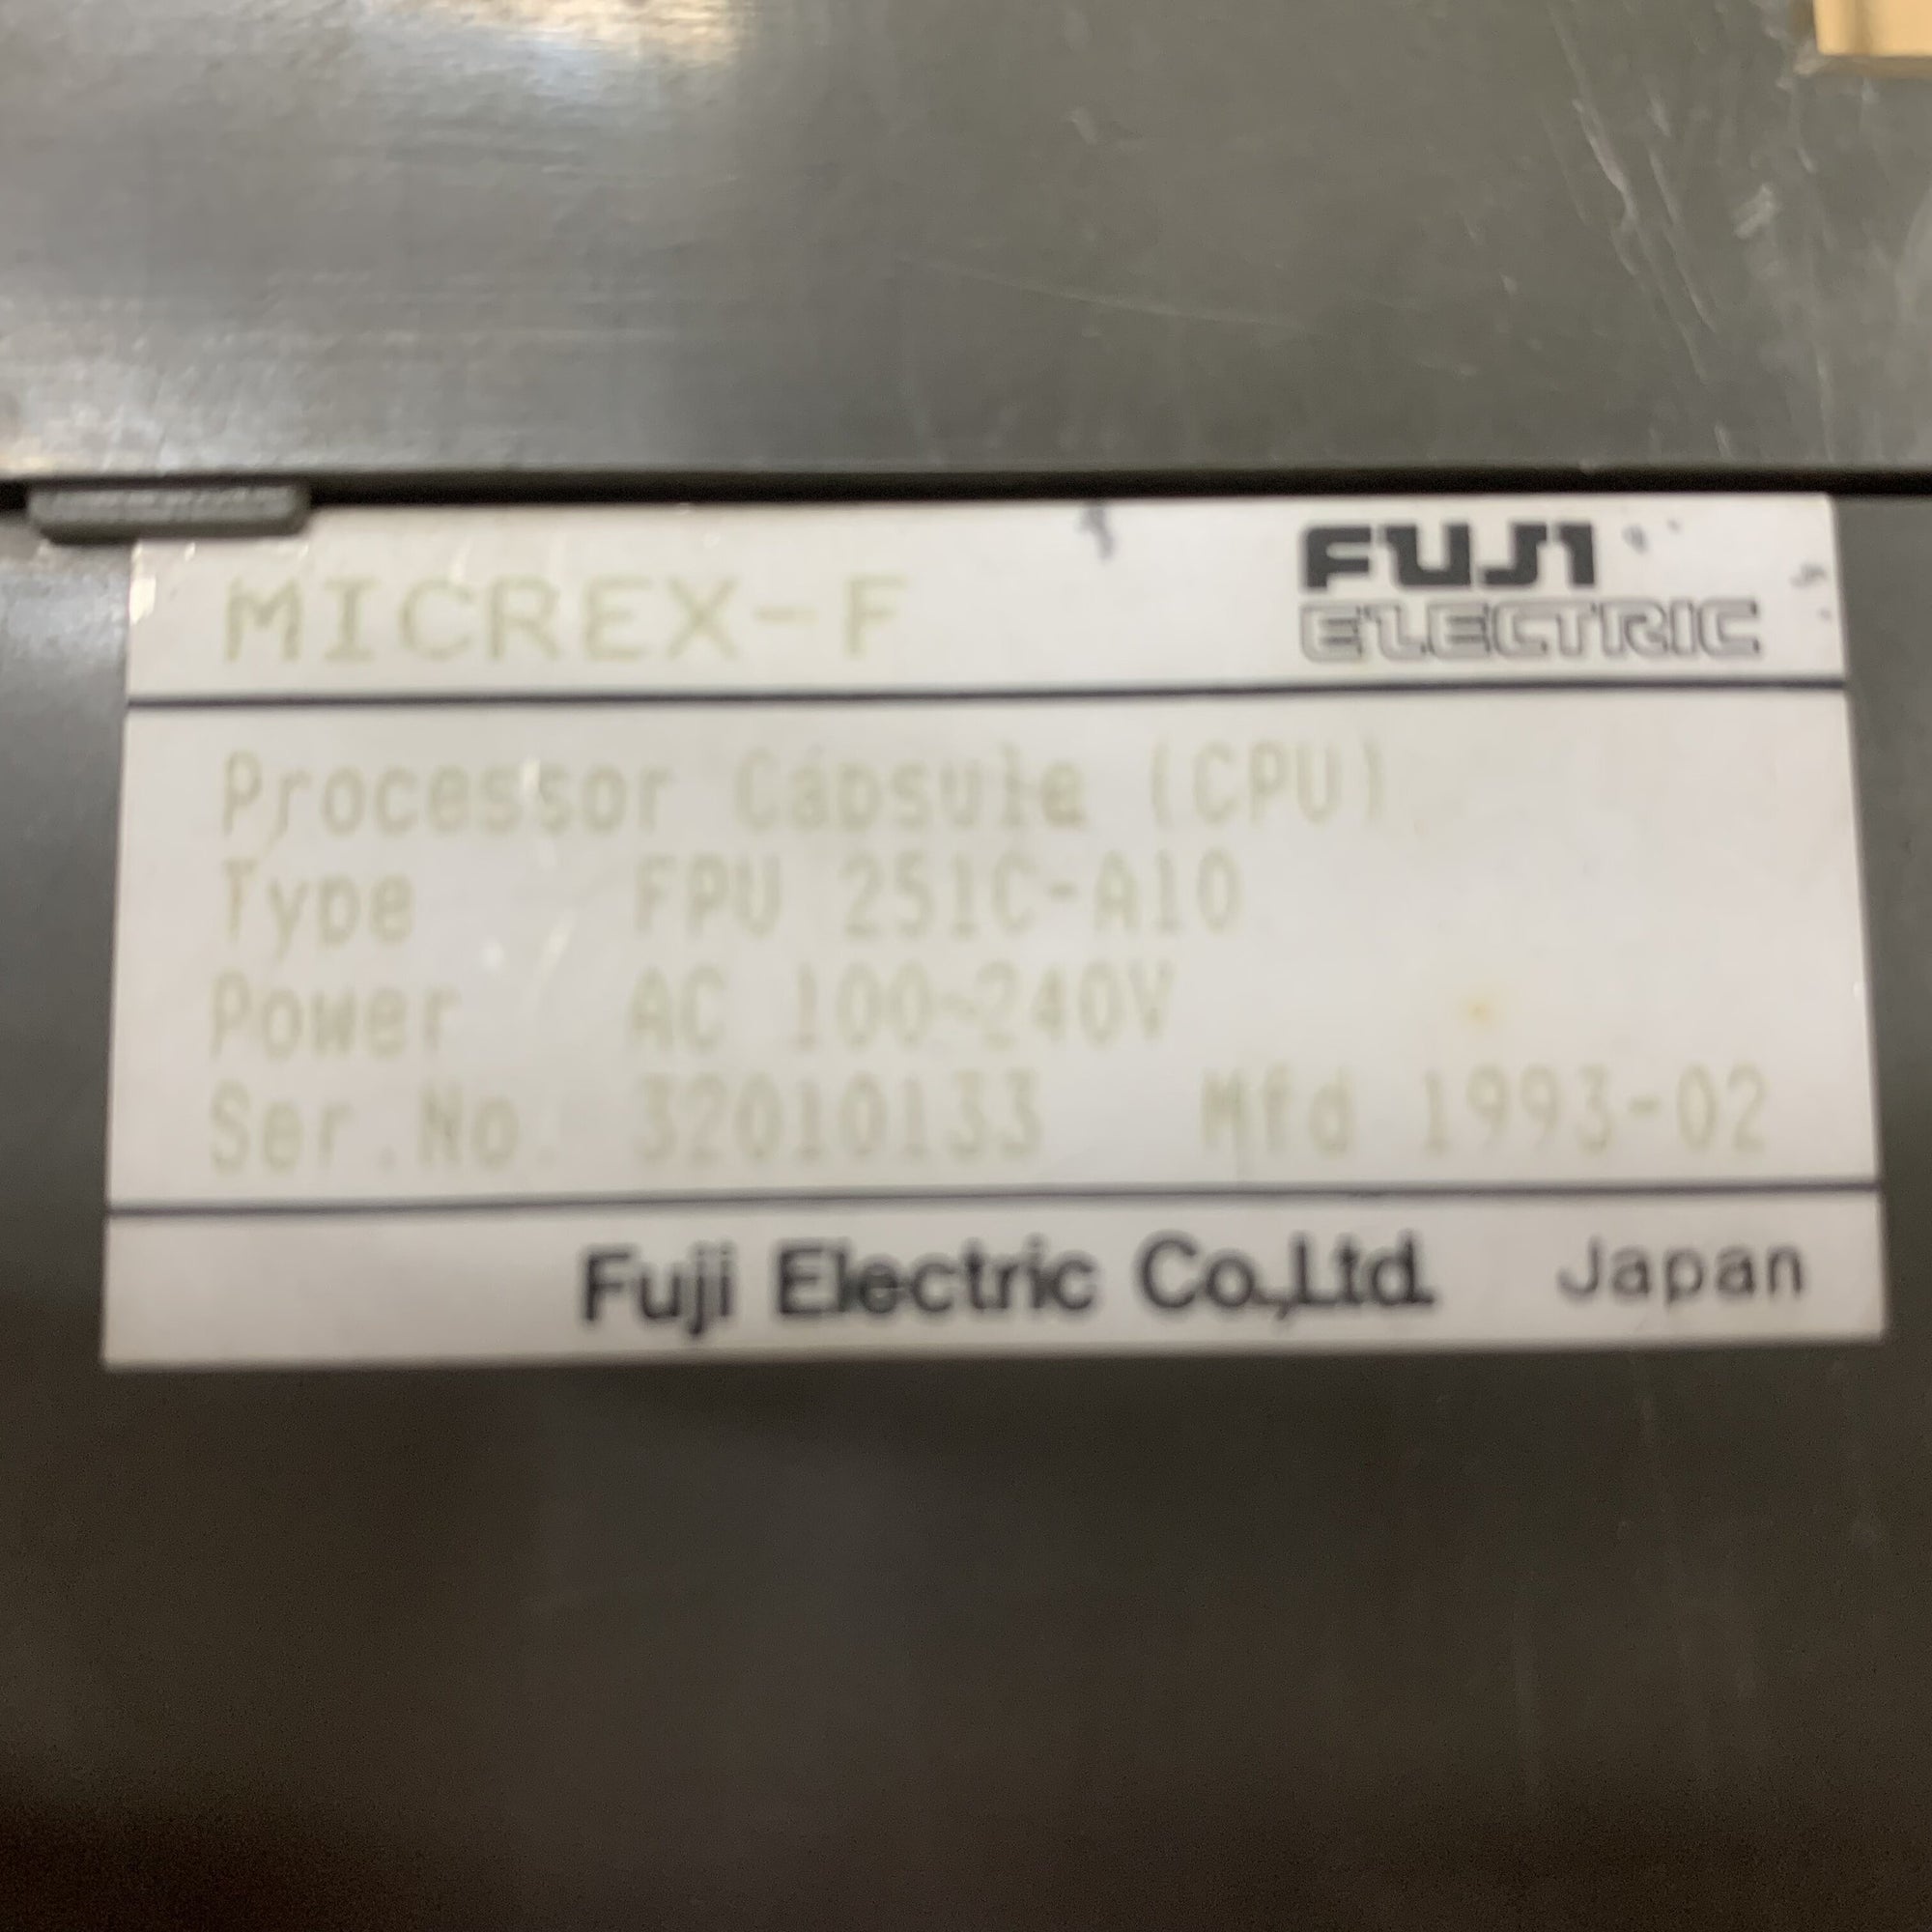 MICREX-F FUJI
ELECTRIC
Processor Capsule (CPU)
Type FPU 251C-A10
Power AC 100~240V
Ser.No. 32010133 Mfd 1993-02
Fuji Electric Co.,Ltd. Japan